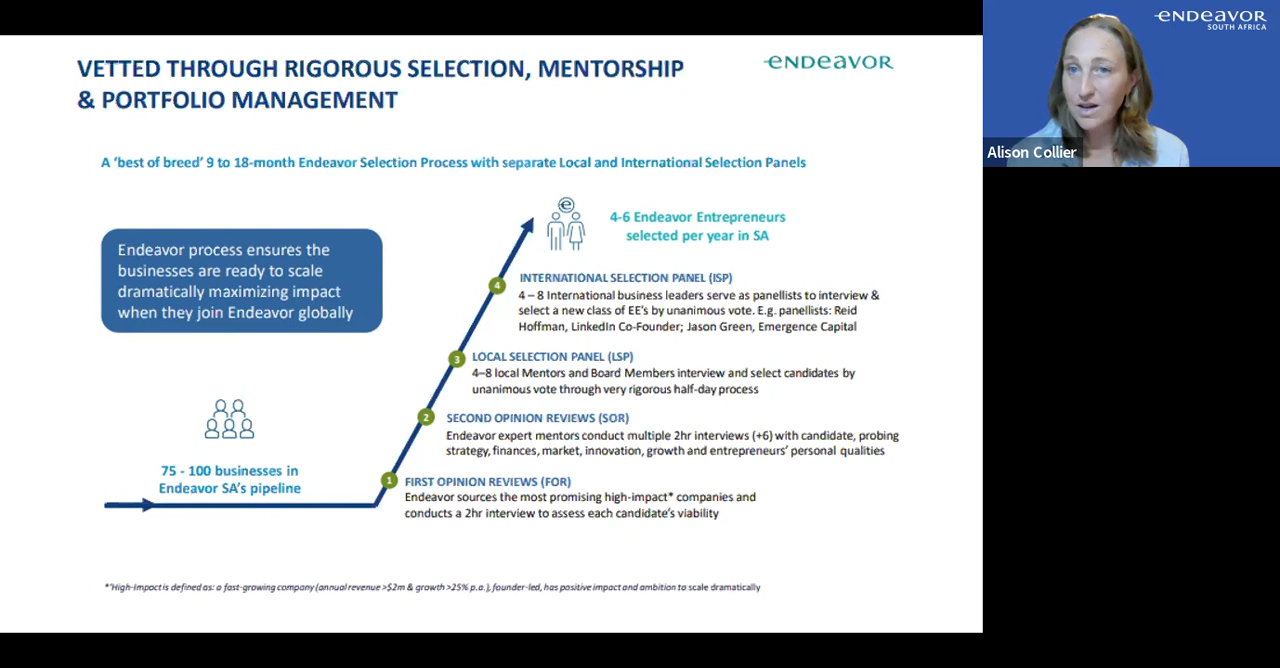 VETTED THROUGH RIGOROUS SELECTION, MENTORSHIP
& PORTFOLIO MANAGEMENT
ENDEAVOR
ENDEAVOR
SOUTH AFRICA
Alison Collier
A ‘best of breed’ 9 to 18-month Endeavor Selection Process with separate Local and International Selection Panels
Endeavor process ensures the
businesses are ready to scale
dramatically maximizing impact
when they join Endeavor globally
e
4-6 Endeavor Entrepreneurs
selected per year in SA
4
INTERNATIONAL SELECTION PANEL (ISP)
4 – 8 International business leaders serve as panellists to interview &
select a new class of EE’s by unanimous vote. E.g. panellists: Reid
Hoffman, LinkedIn Co-Founder; Jason Green, Emergence Capital
3
LOCAL SELECTION PANEL (LSP)
4–8 local Mentors and Board Members interview and select candidates by
unanimous vote through very rigorous half-day process
2
SECOND OPINION REVIEWS (SOR)
Endeavor expert mentors conduct multiple 2hr interviews (+6) with candidate, probing
strategy, finances, market, innovation, growth and entrepreneurs’ personal qualities
75 - 100 businesses in
Endeavor SA’s pipeline
1
FIRST OPINION REVIEWS (FOR)
Endeavor sources the most promising high-impact* companies and
conducts a 2hr interview to assess each candidate’s viability
*‘High-Impact is defined as: a fast-growing company (annual revenue >$2m & growth >25% p.a.), founder-led, has positive impact and ambition to scale dramatically